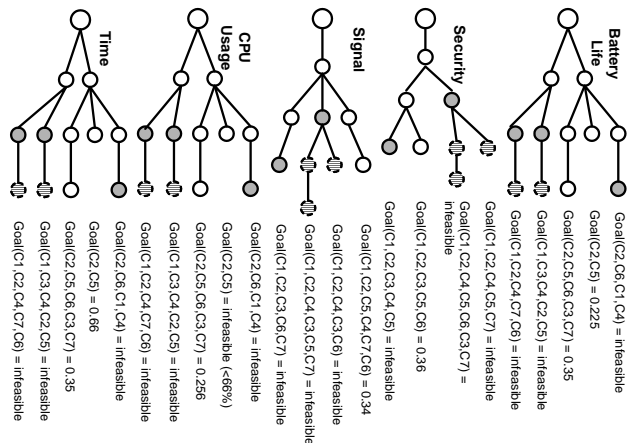 Battery
Life
Goal(C2,C6,C1,C4) = infeasible
Goal(C2,C5) = 0.225
Goal(C2,C5,C6,C3,C7) = 0.35
Goal(C1,C3,C4,C2,C5) = infeasible
Goal(C1,C2,C4,C7,C6) = infeasible
Security
Goal(C1,C2,C4,C5,C7) = infeasible
Goal(C1,C2,C4,C5,C6,C3,C7) =
infeasible
Goal(C1,C2,C3,C5,C6) = 0.36
Goal(C1,C2,C3,C4,C5) = infeasible
Signal
Goal(C1,C2,C5,C4,C7,C6) = 0.34
Goal(C1,C2,C4,C3,C6) = infeasible
Goal(C1,C2,C4,C3,C5,C7) = infeasible
Goal(C1,C2,C3,C6,C7) = infeasible
CPU
Usage
Goal(C2,C6,C1,C4) = infeasible
Goal(C2,C5) = infeasible (<66%)
Goal(C2,C5,C6,C3,C7) = 0.256
Goal(C1,C3,C4,C2,C5) = infeasible
Goal(C1,C2,C4,C7,C6) = infeasible
Time
Goal(C2,C6,C1,C4) = infeasible
Goal(C2,C5) = 0.66
Goal(C2,C5,C6,C3,C7) = 0.35
Goal(C1,C3,C4,C2,C5) = infeasible
Goal(C1,C2,C4,C7,C6) = infeasible